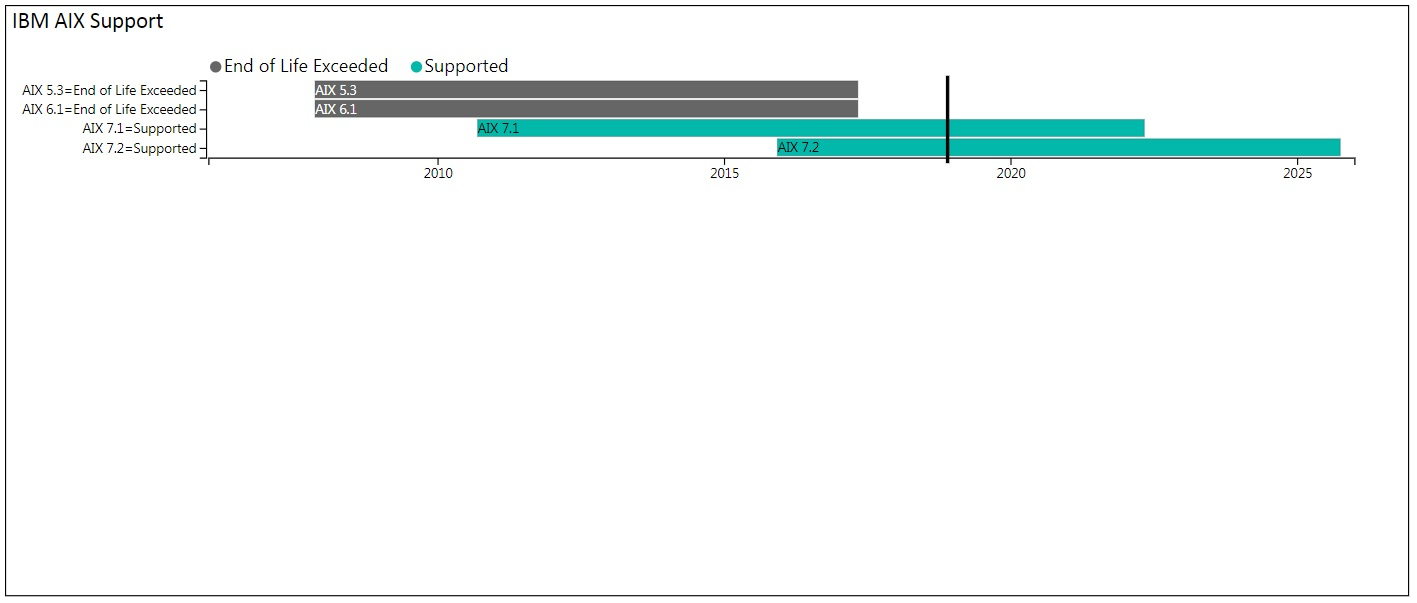 IBM AIX Support
End of Life Exceeded Supported
AIX 5.3=End of Life Exceeded AIX 5.3
AIX 6.1=End of Life Exceeded AIX 6.1
AIX 7.1=Supported AIX 7.1
AIX 7.2=Supported AIX 7.2
2010 2015 2020 2025